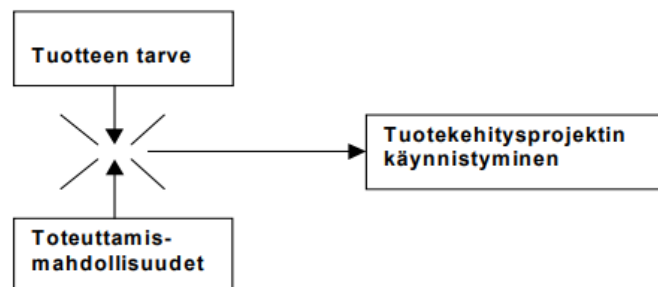 Tuotteen tarve
Tuotekehitysprojektin
käynnistyminen
Toteuttamis-
mahdollisuudet